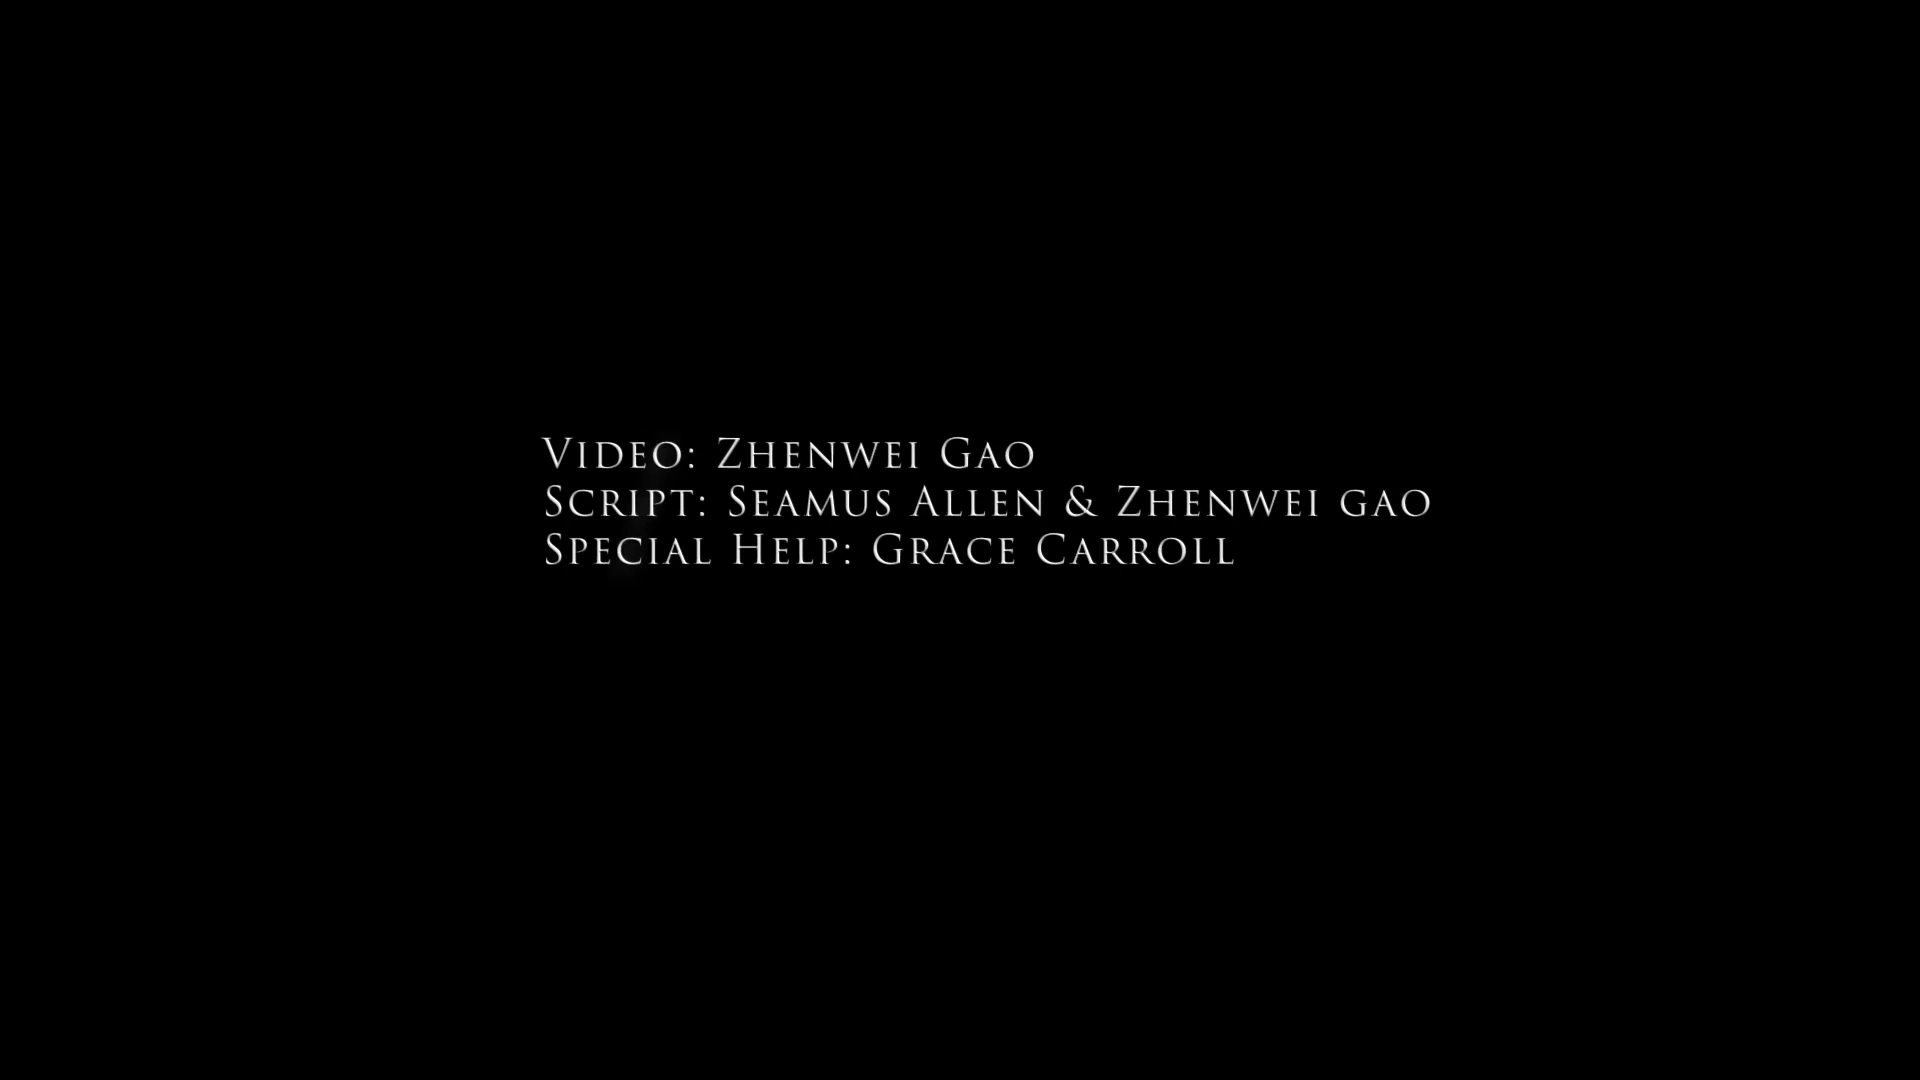 Video: Zhenwei Gao
Script: Seamus Allen & Zhenwei gao
Special Help: Grace Carroll